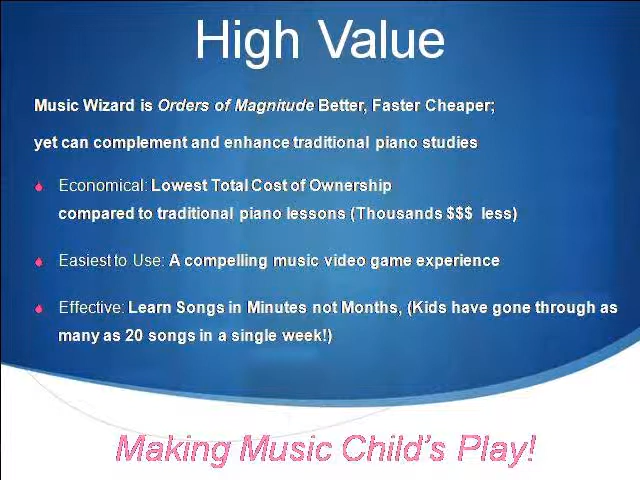 High Value
Music Wizard is Orders of Magnitude Better, Faster Cheaper;
yet can complement and enhance traditional piano studies
Economical: Lowest Total Cost of Ownership
compared to traditional piano lessons (Thousands $$$ less)
Easiest to Use: A compelling music video game experience
Effective: Learn Songs in Minutes not Months, (Kids have gone through as
many as 20 songs in a single week!)
Making Music Child's Play!